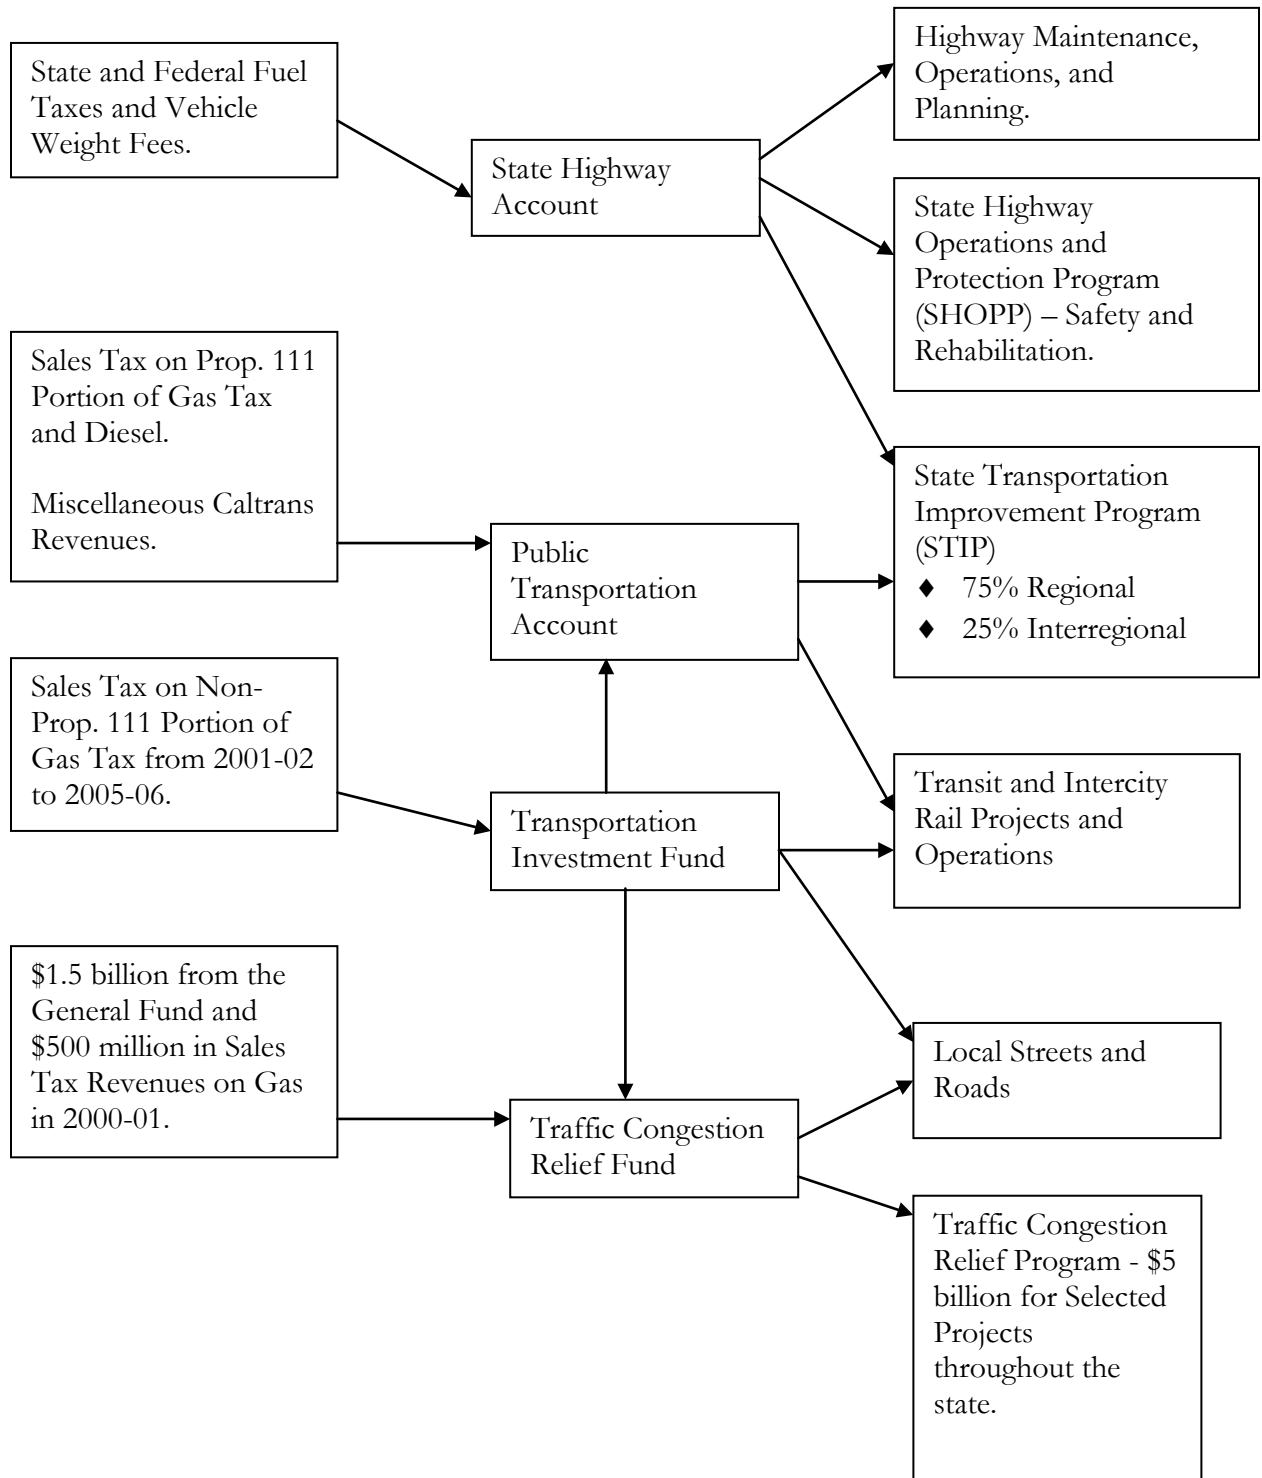 State and Federal Fuel
Taxes and Vehicle
Weight Fees.
State Highway
Account
Highway Maintenance,
Operations, and
Planning.
State Highway
Operations and
Protection Program
(SHOPP) – Safety and
Rehabilitation.
Sales Tax on Prop. 111
Portion of Gas Tax
and Diesel.
Miscellaneous Caltrans
Revenues.
Public
Transportation
Account
State Transportation
Improvement Program
(STIP)
♦ 75% Regional
♦ 25% Interregional
Sales Tax on Non-
Prop. 111 Portion of
Gas Tax from 2001-02
to 2005-06.
Transportation
Investment Fund
Transit and Intercity
Rail Projects and
Operations
$1.5 billion from the
General Fund and
$500 million in Sales
Tax Revenues on Gas
in 2000-01.
Traffic Congestion
Relief Fund
Local Streets and
Roads
Traffic Congestion
Relief Program - $5
billion for Selected
Projects
throughout the
state.